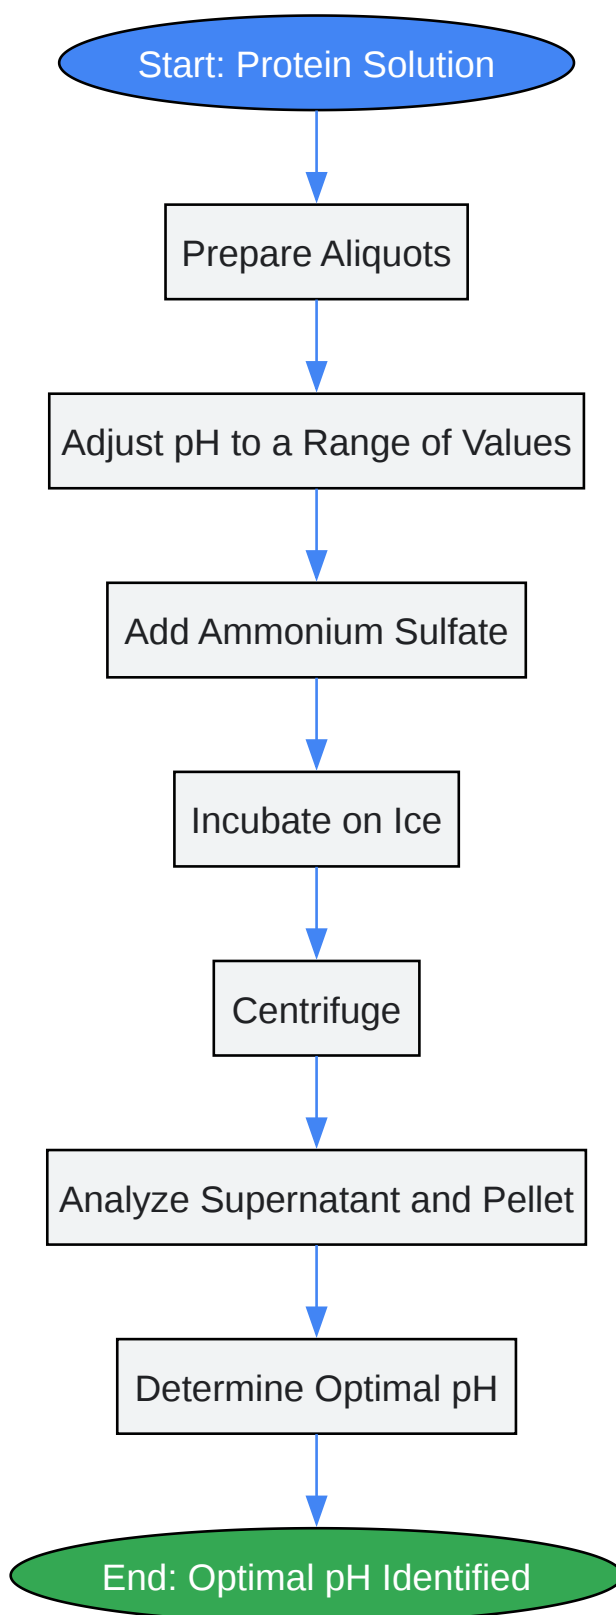 Start: Protein Solution
Prepare Aliquots
Adjust pH to a Range of Values
Add Ammonium Sulfate
Incubate on Ice
Centrifuge
Analyze Supernatant and Pellet
Determine Optimal pH
End: Optimal pH Identified